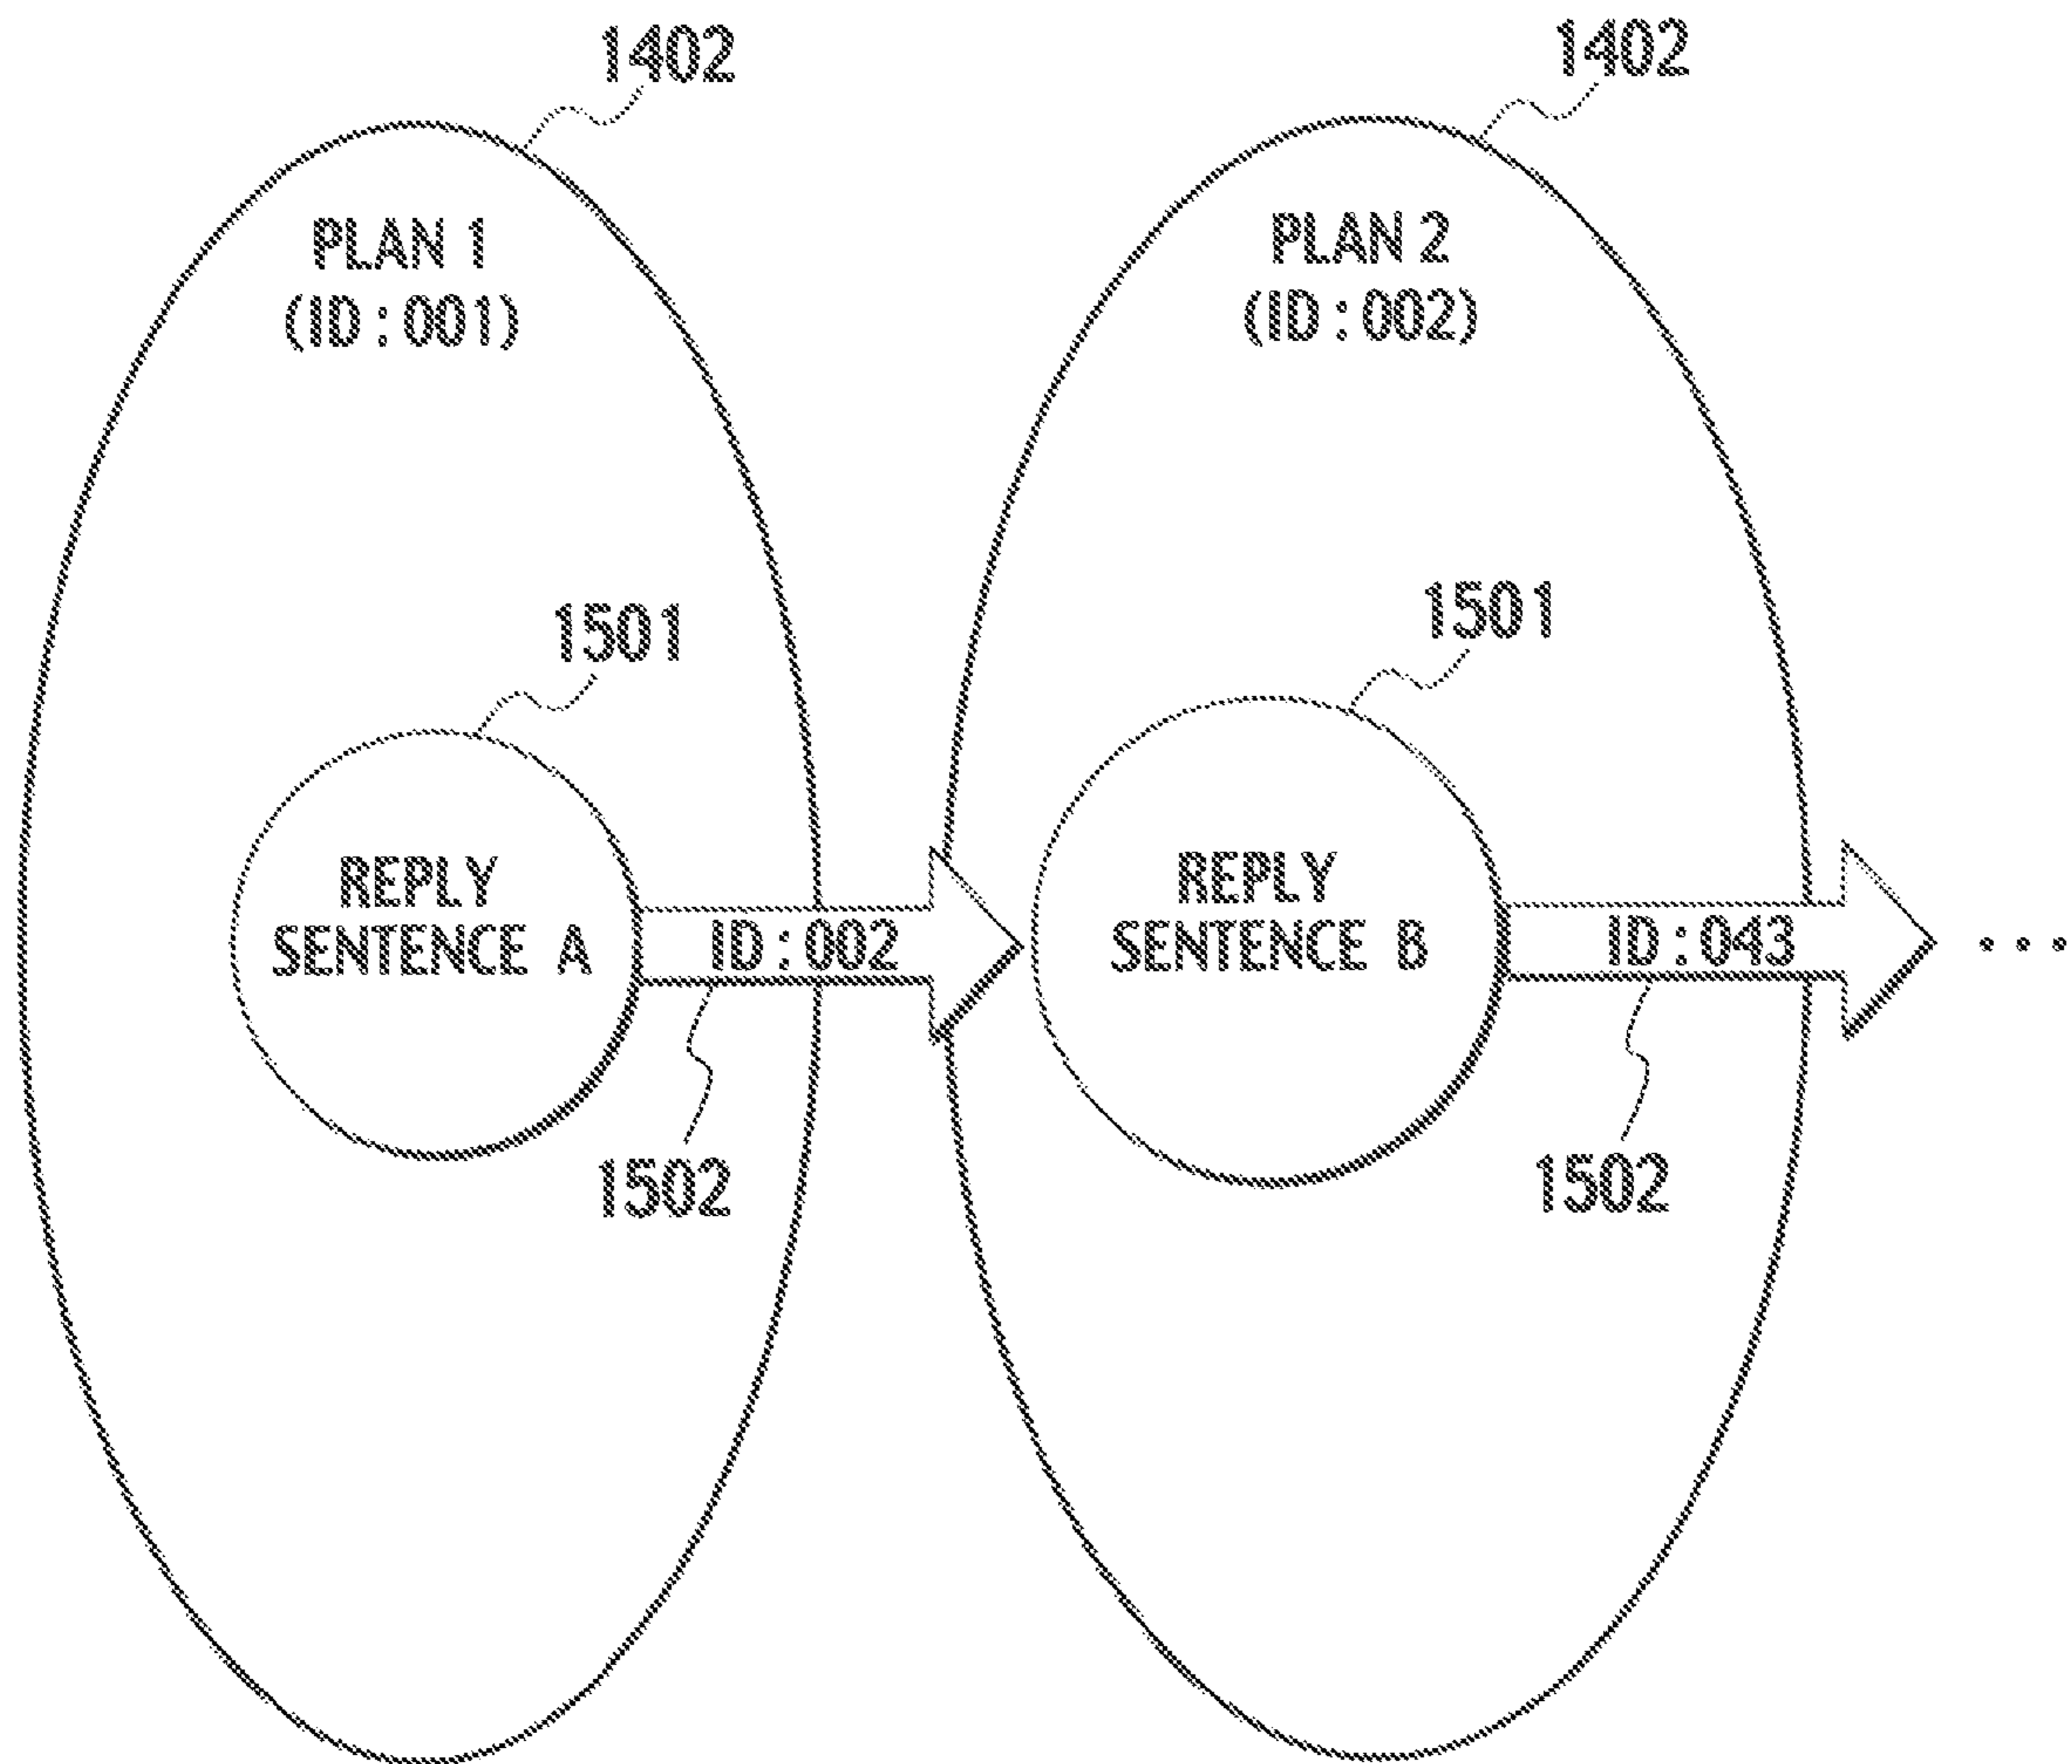 1402
1402
PLAN 1
(ID:001)
PLAN 2
(ID:002)
1501
1501
REPLY
SENTENCE A
ID:002
REPLY
SENTENCE B
ID:043
...
1502
1502